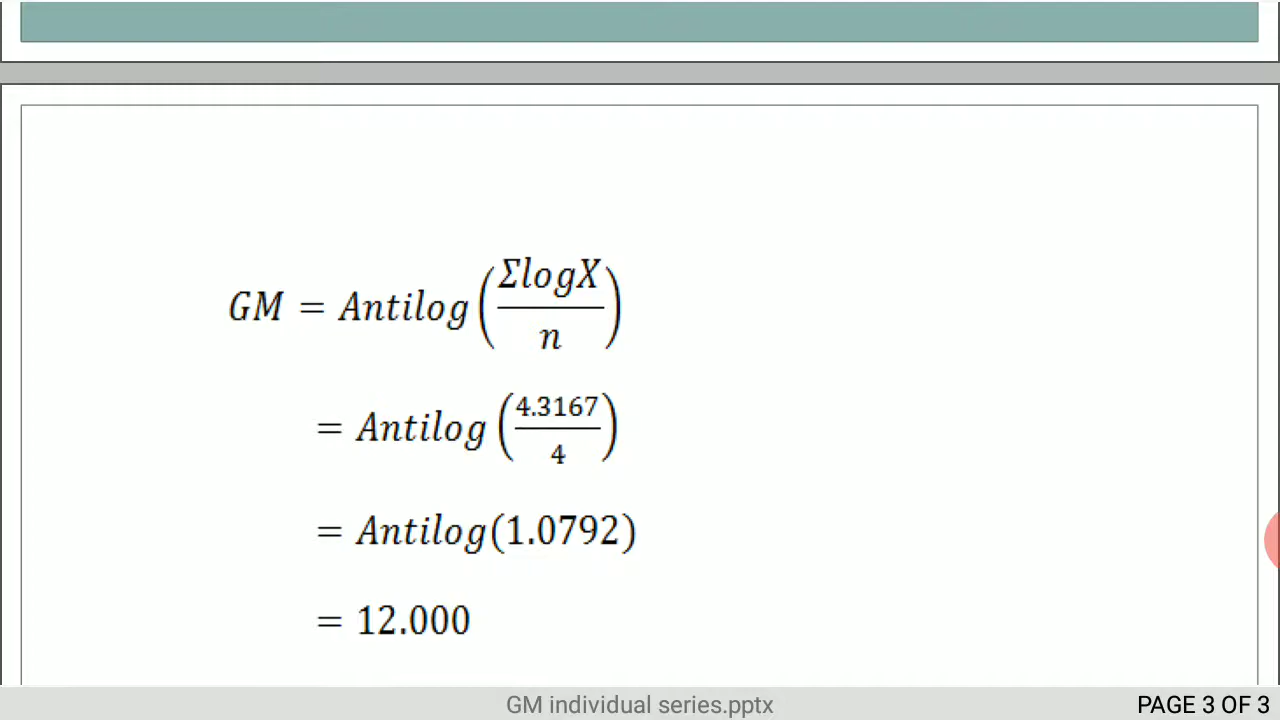 GM = Antilog(ΣlogX/n)
= Antilog(4.3167/4)
= Antilog(1.0792)
= 12.000
GM individual series.pptx
PAGE 3 OF 3